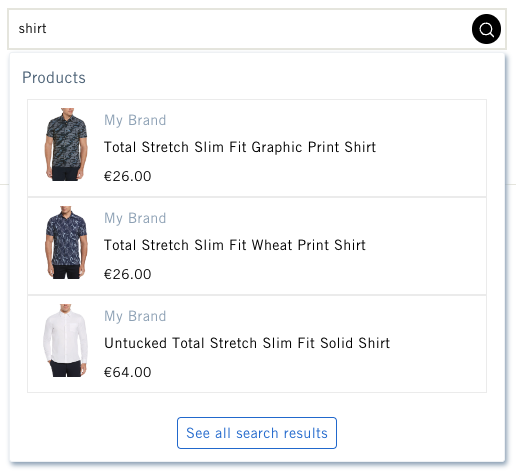 shirt
Products
My Brand
Total Stretch Slim Fit Graphic Print Shirt
€26.00
My Brand
Total Stretch Slim Fit Wheat Print Shirt
€26.00
My Brand
Untucked Total Stretch Slim Fit Solid Shirt
€64.00
See all search results